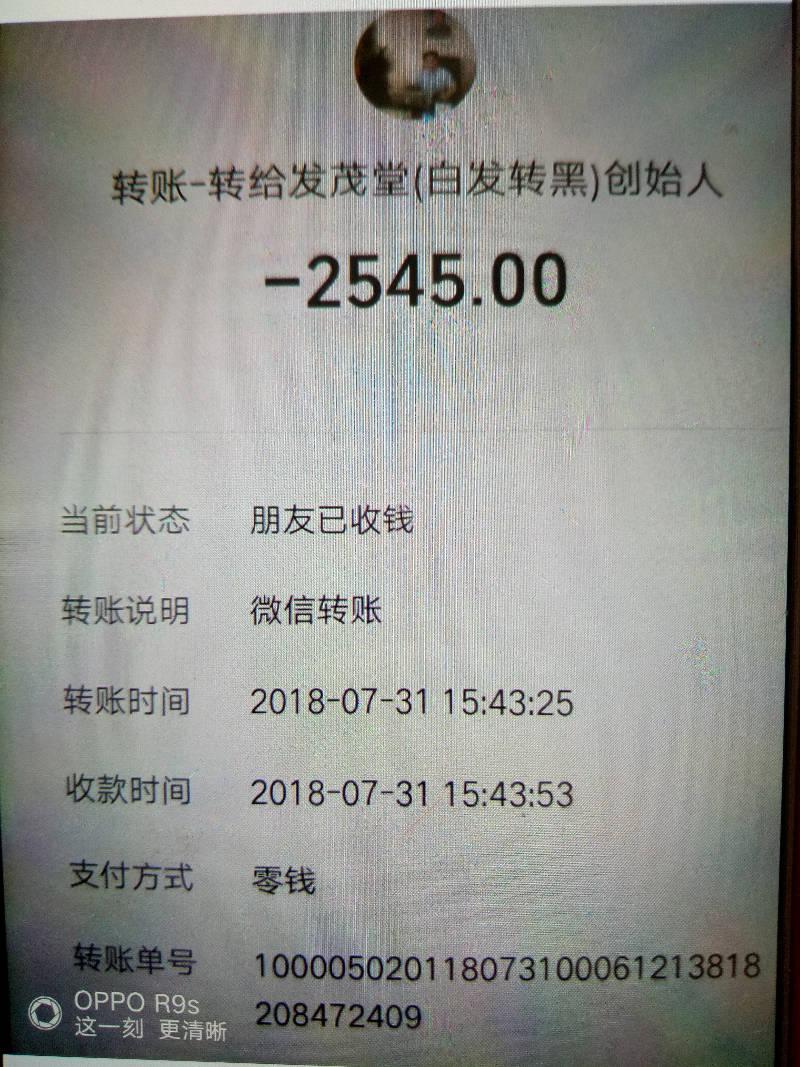 转账-转给发茂堂(白发转黑)创始人
-2545.00
当前状态 朋友已收钱
转账说明 微信转账
转账时间 2018-07-31 15:43:25
收款时间 2018-07-31 15:43:53
支付方式 零钱
转账单号 100005020118073100061213818
208472409
OPPO R9s
这一刻 更清晰